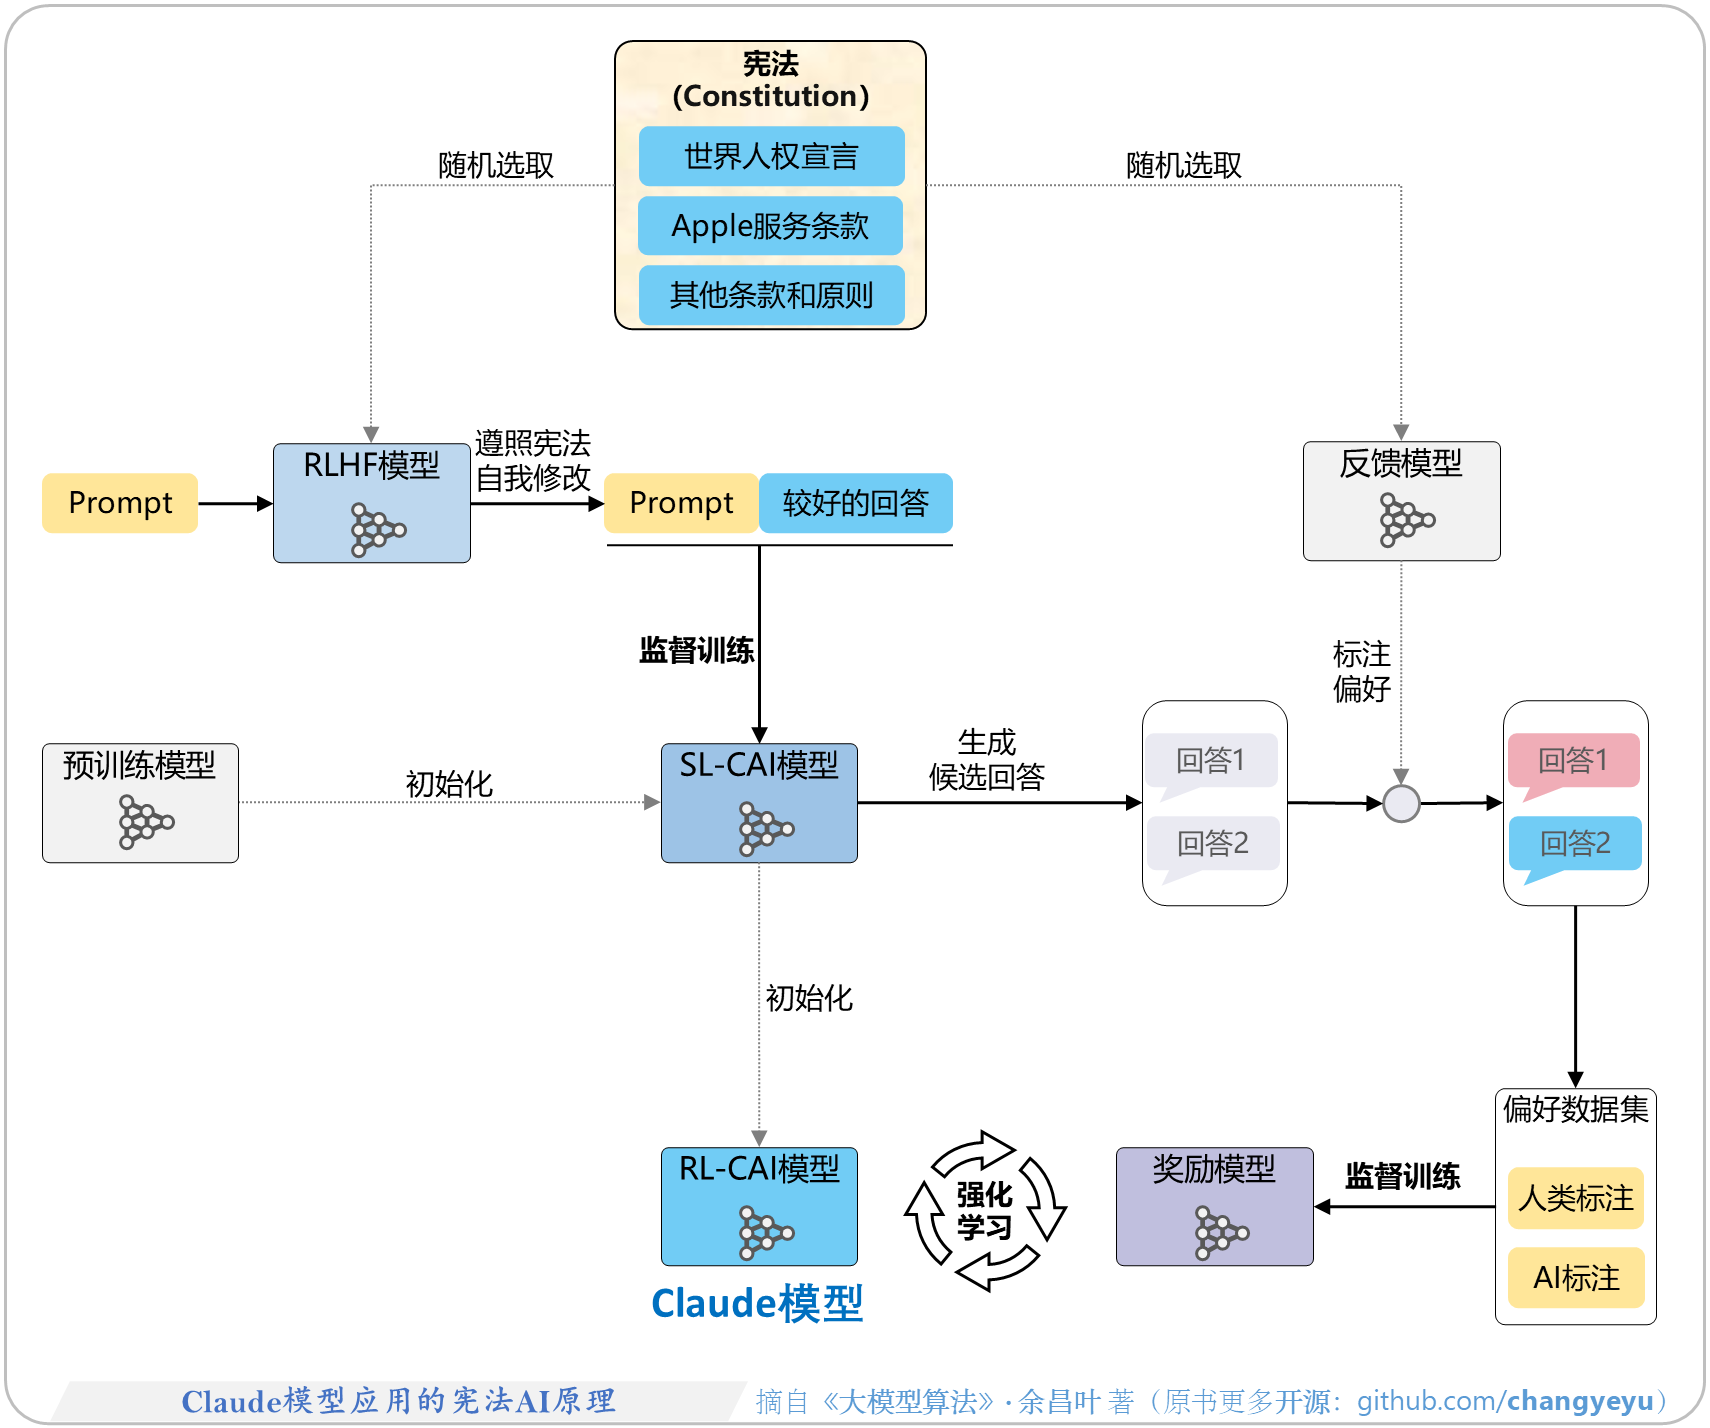 宪法
(Constitution)
世界人权宣言
Apple服务条款
其他条款和原则
随机选取
随机选取
Prompt
RLHF模型
遵照宪法
自我修改
Prompt
较好的回答
反馈模型
监督训练
标注
偏好
预训练模型
初始化
SL-CAI模型
生成
候选回答
回答1
回答2
回答1
回答2
初始化
RL-CAI模型
Claude模型
强化
学习
奖励模型
监督训练
偏好数据集
人类标注
AI标注
Claude模型应用的宪法AI原理
摘自《大模型算法》· 余昌叶 著（原书更多开源：github.com/changyeyu）